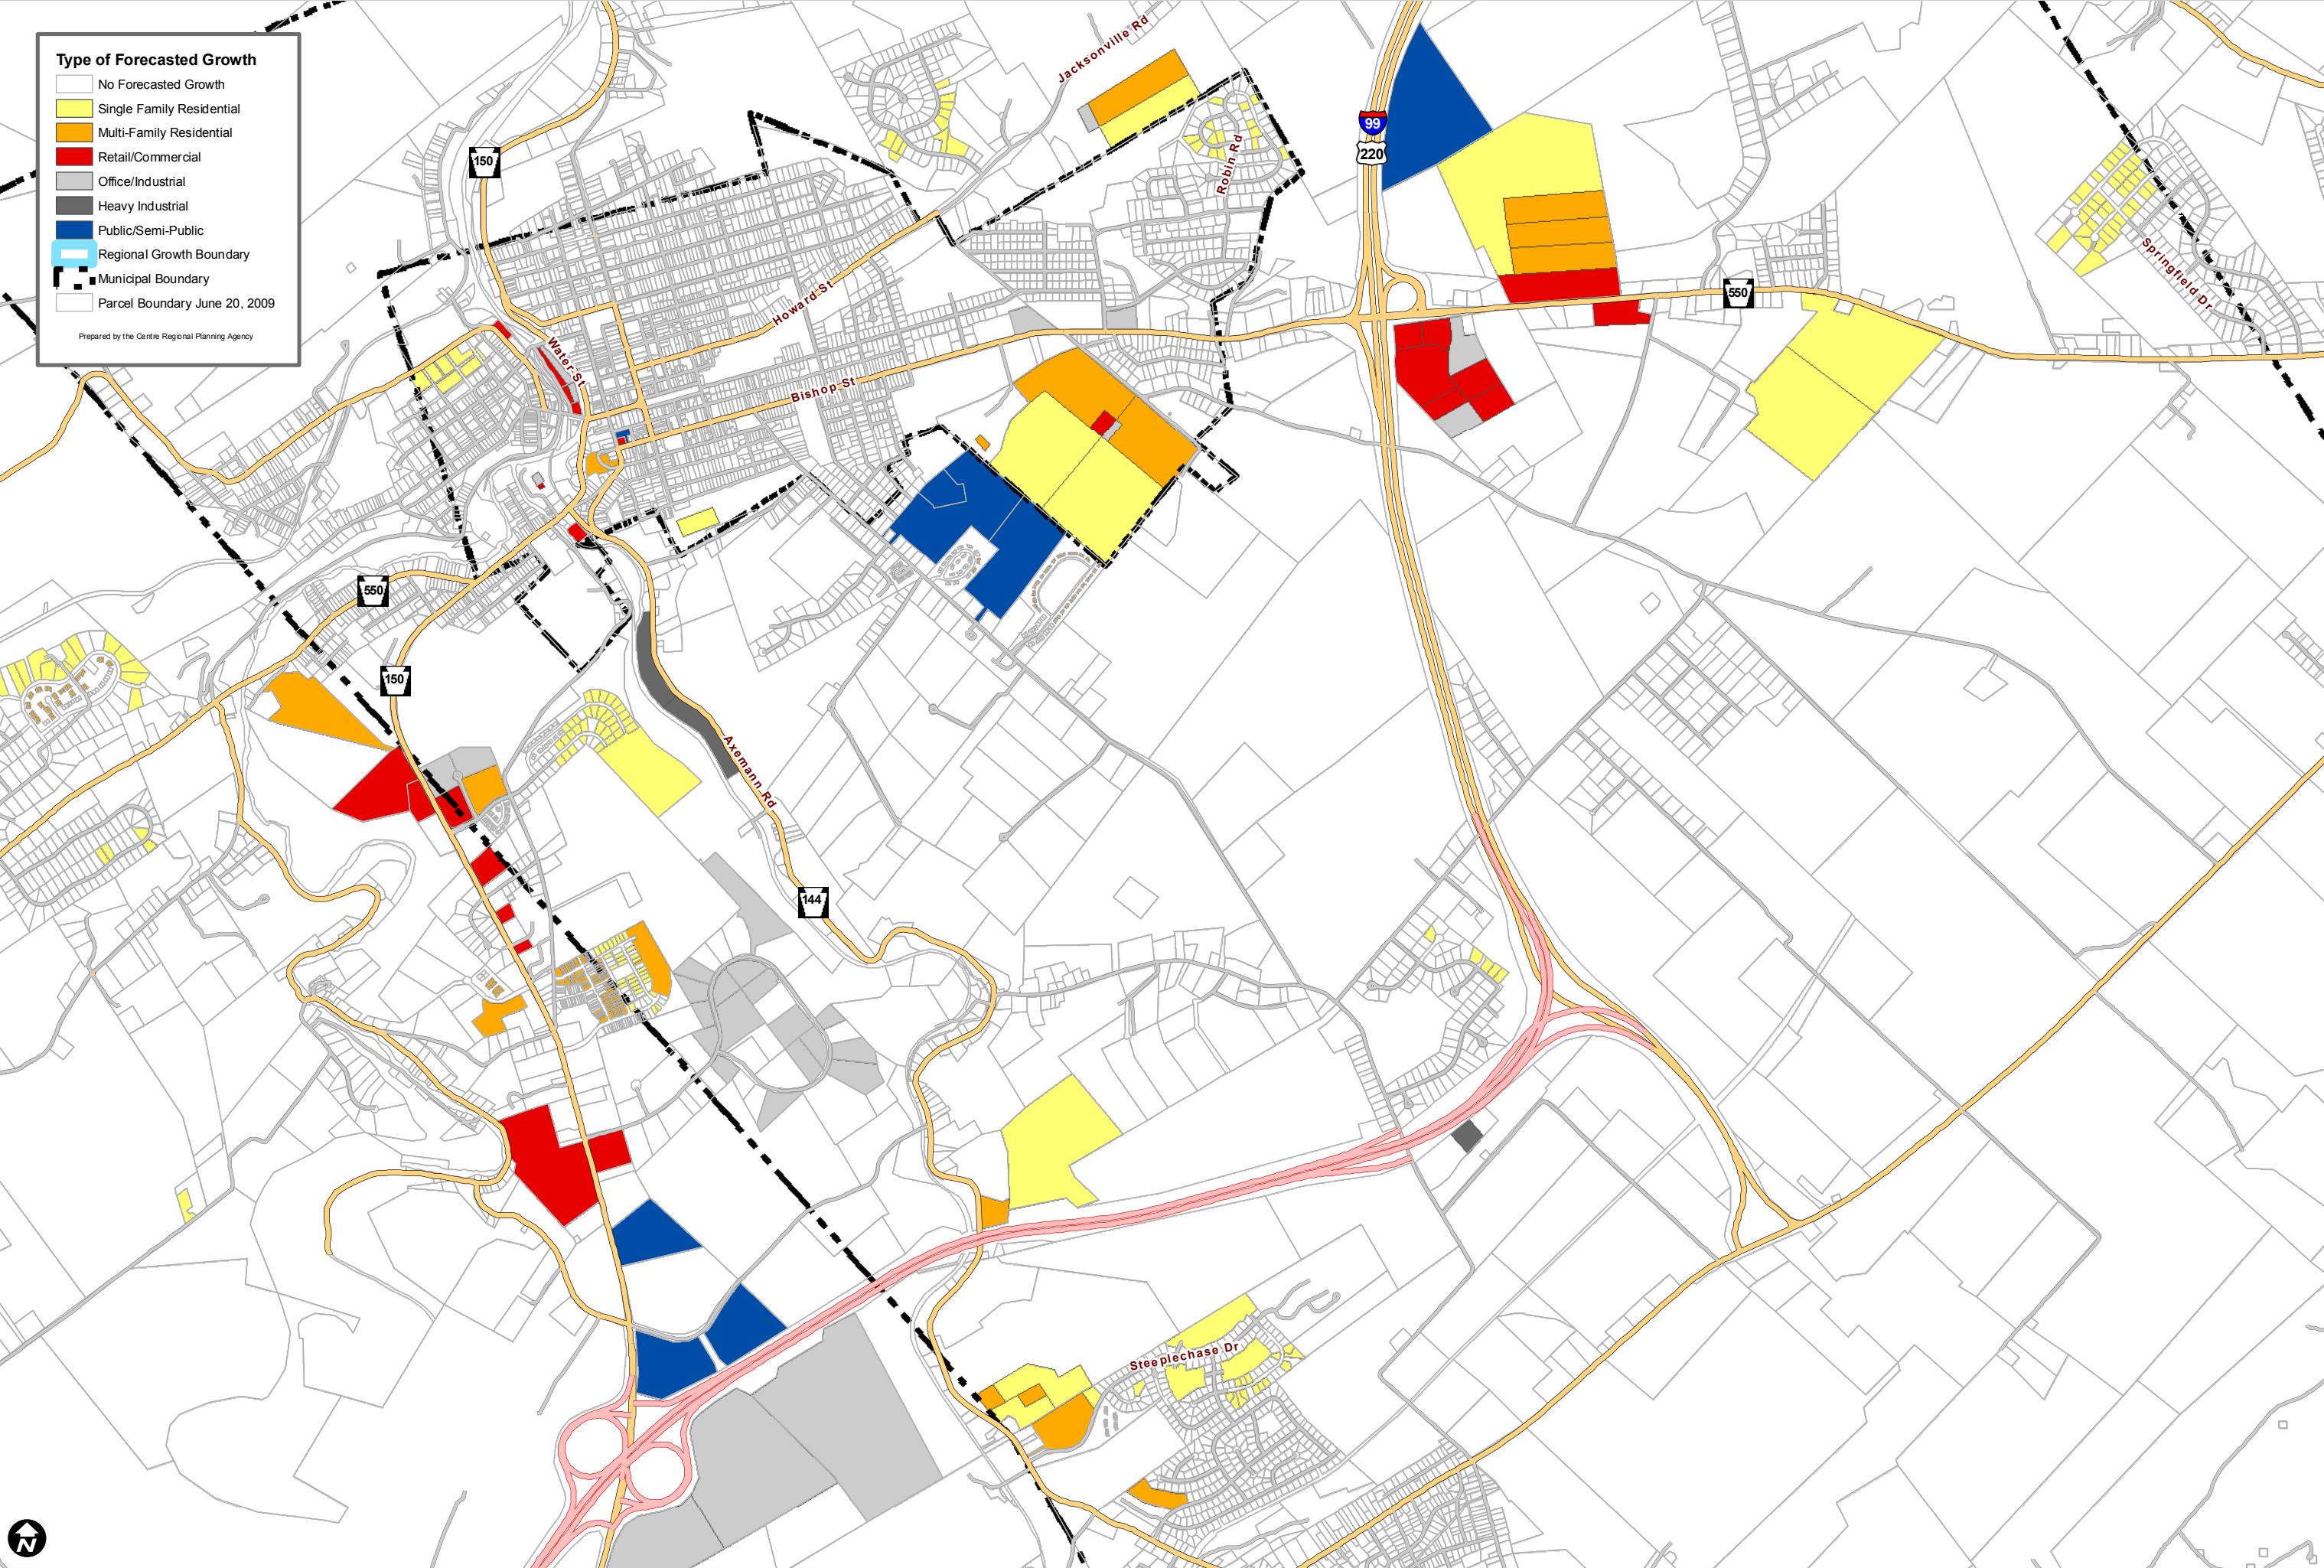 Type of Forecasted Growth
No Forecasted Growth
Single Family Residential
Multi-Family Residential
Retail/Commercial
Office/Industrial
Heavy Industrial
Public/Semi-Public
Regional Growth Boundary
Municipal Boundary
Parcel Boundary June 20, 2009
Prepared by the Centre Regional Planning Agency
Jacksonville Rd
99
220
150
Robin Rd
Springfield Dr
550
Howard St
Water St
Bishop St
550
150
Axemann Rd
144
Steeplechase Dr
N